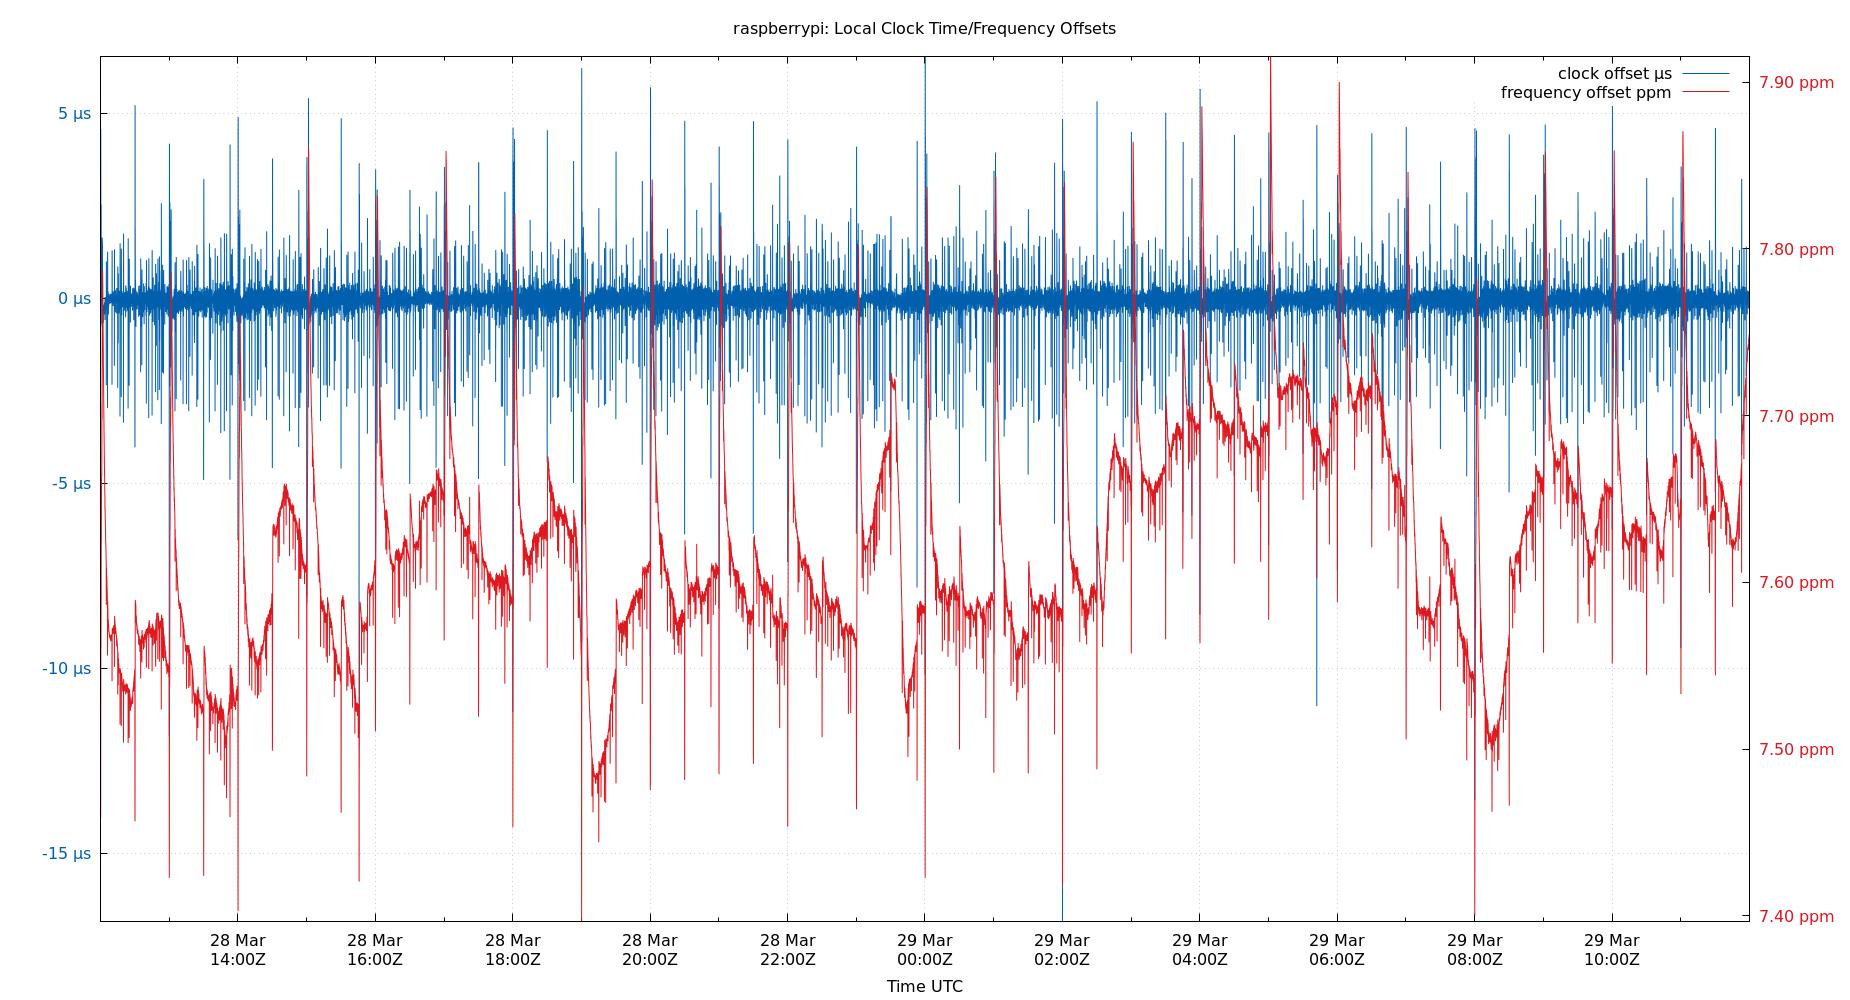 raspberrypi: Local Clock Time/Frequency Offsets
clock offset µs
frequency offset ppm
5 µs
0 µs
-5 µs
-10 µs
-15 µs
7.90 ppm
7.80 ppm
7.70 ppm
7.60 ppm
7.50 ppm
7.40 ppm
28 Mar
14:00Z
28 Mar
16:00Z
28 Mar
18:00Z
28 Mar
20:00Z
28 Mar
22:00Z
29 Mar
00:00Z
29 Mar
02:00Z
29 Mar
04:00Z
29 Mar
06:00Z
29 Mar
08:00Z
29 Mar
10:00Z
Time UTC